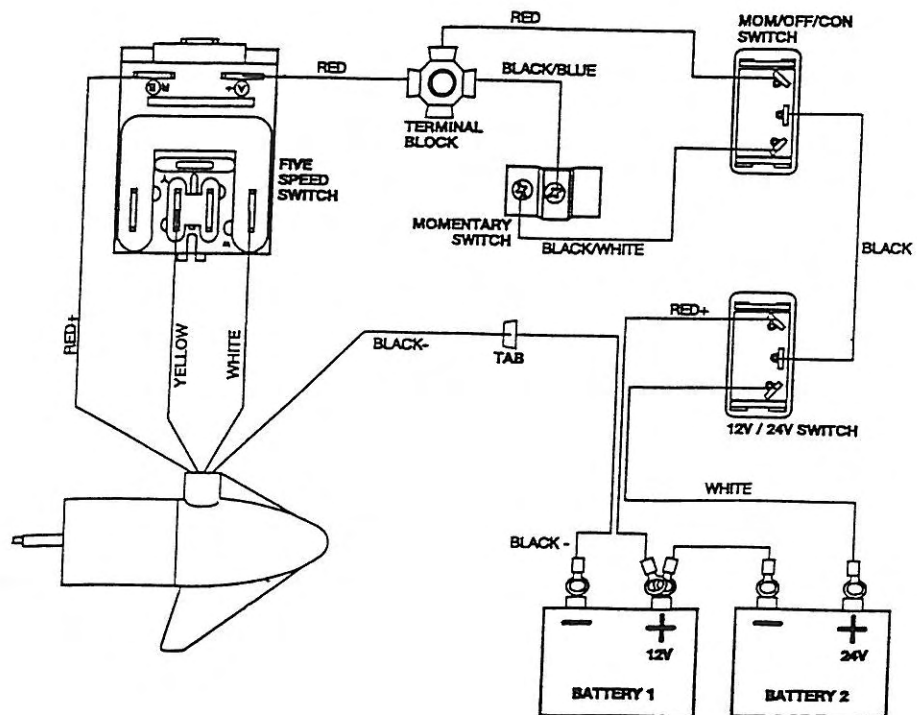 RED
MOM/OFF/CON
SWITCH
RED
BLACK/BLUE
TERMINAL
BLOCK
FIVE
SPEED
SWITCH
MOMENTARY
SWITCH
BLACK/WHITE
BLACK
RED+
YELLOW
WHITE
BLACK-
TAB
RED+
12V / 24V SWITCH
WHITE
BLACK -
12V
24V
BATTERY 1
BATTERY 2